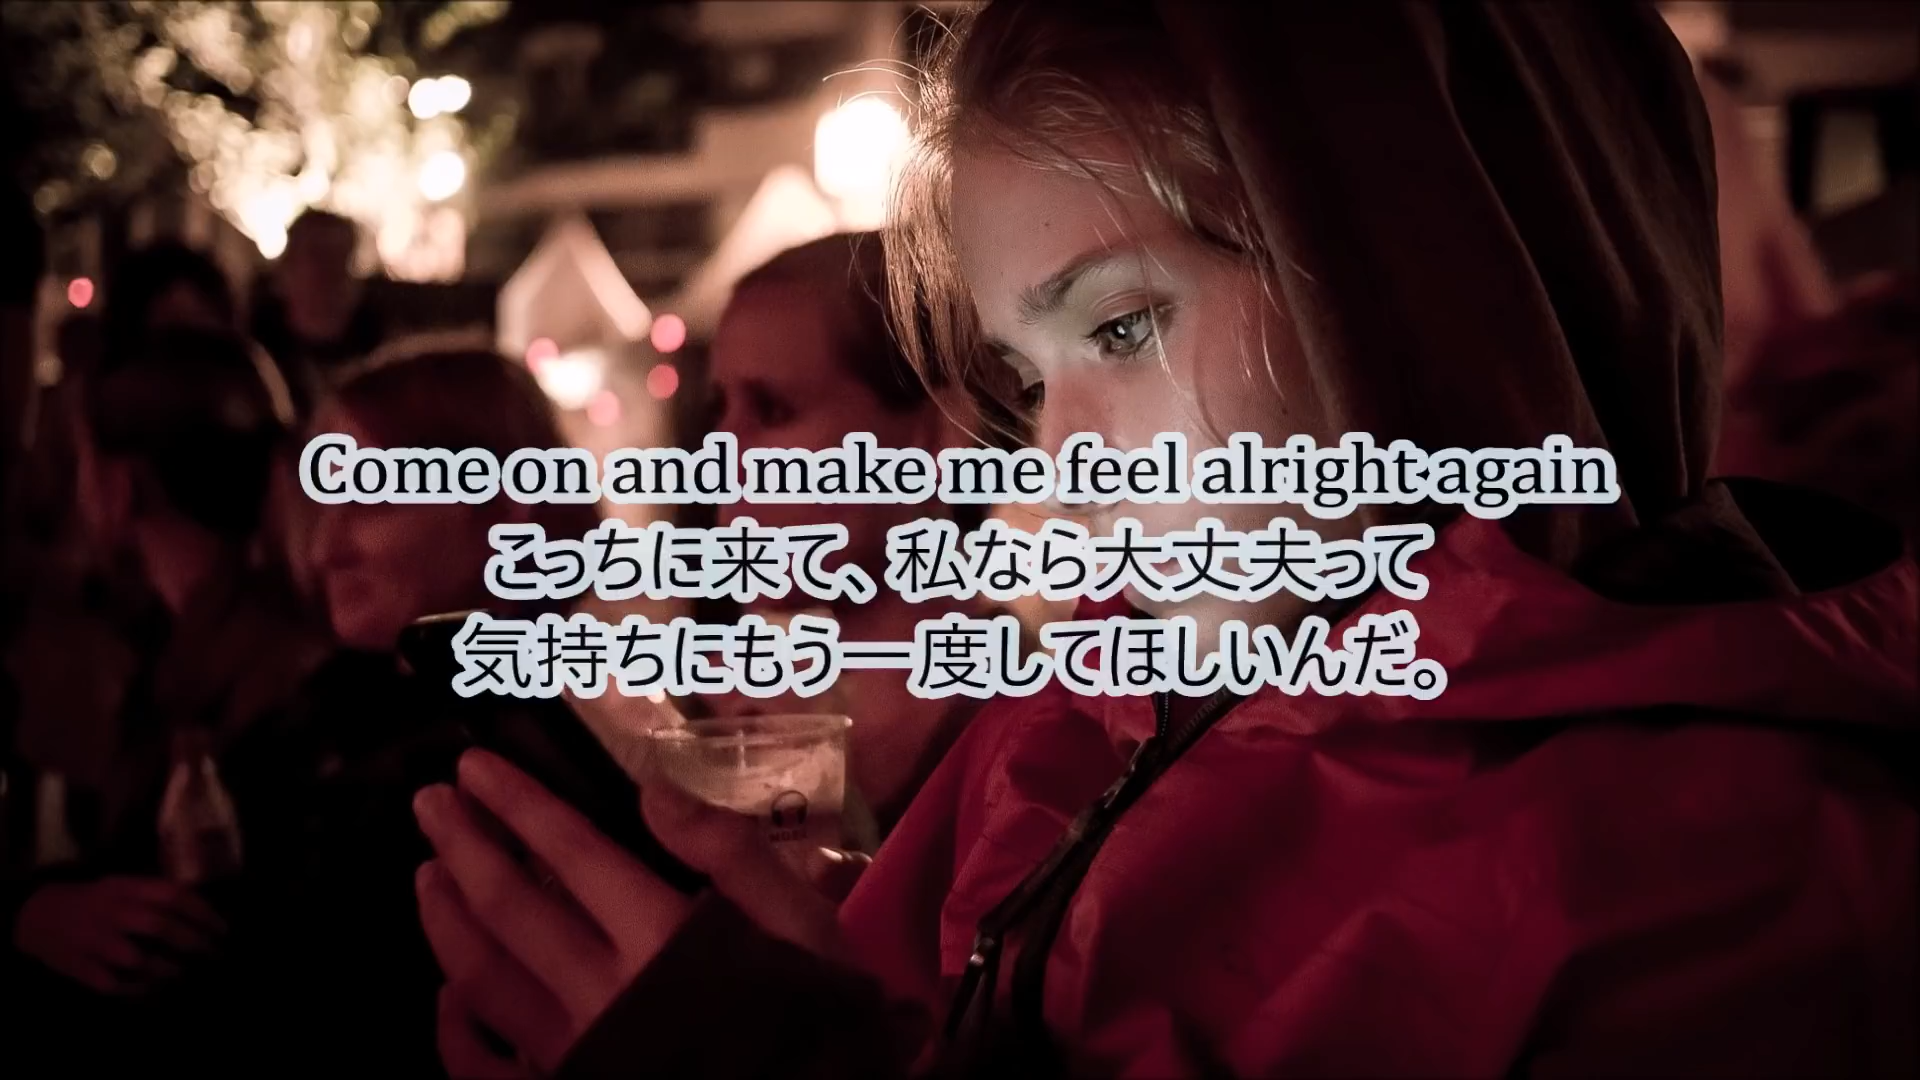 Come on and make me feel alright again
こっちに来て、私なら大丈夫って
気持ちにもう一度してほしいんだ。